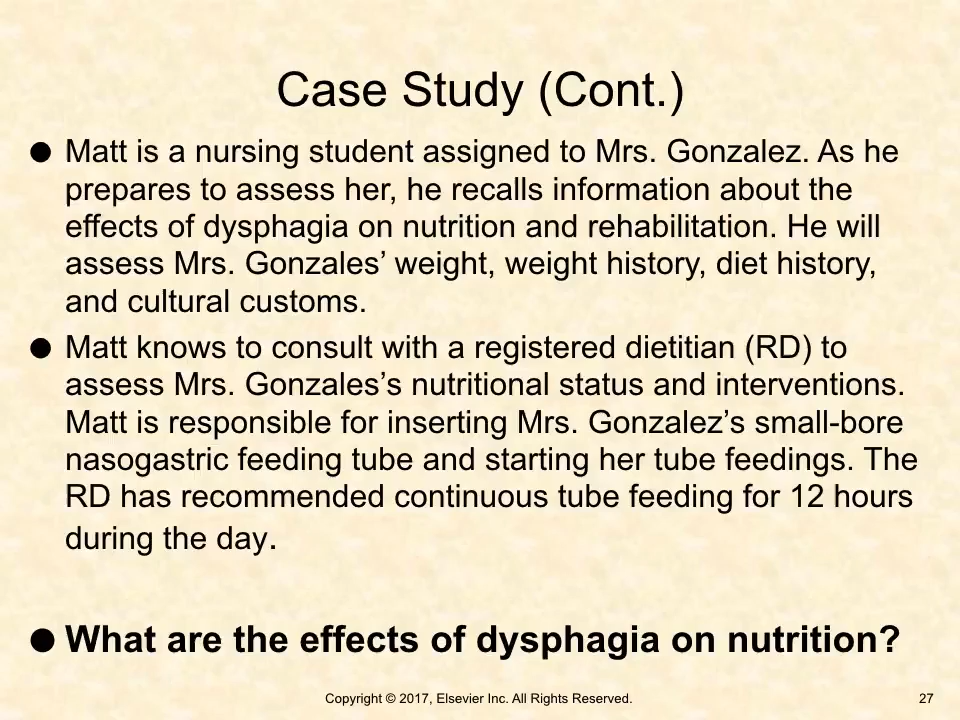 Case Study (Cont.)
● Matt is a nursing student assigned to Mrs. Gonzalez. As he
prepares to assess her, he recalls information about the
effects of dysphagia on nutrition and rehabilitation. He will
assess Mrs. Gonzales’ weight, weight history, diet history,
and cultural customs.
● Matt knows to consult with a registered dietitian (RD) to
assess Mrs. Gonzales’s nutritional status and interventions.
Matt is responsible for inserting Mrs. Gonzalez’s small-bore
nasogastric feeding tube and starting her tube feedings. The
RD has recommended continuous tube feeding for 12 hours
during the day.
● What are the effects of dysphagia on nutrition?
Copyright © 2017, Elsevier Inc. All Rights Reserved.
27